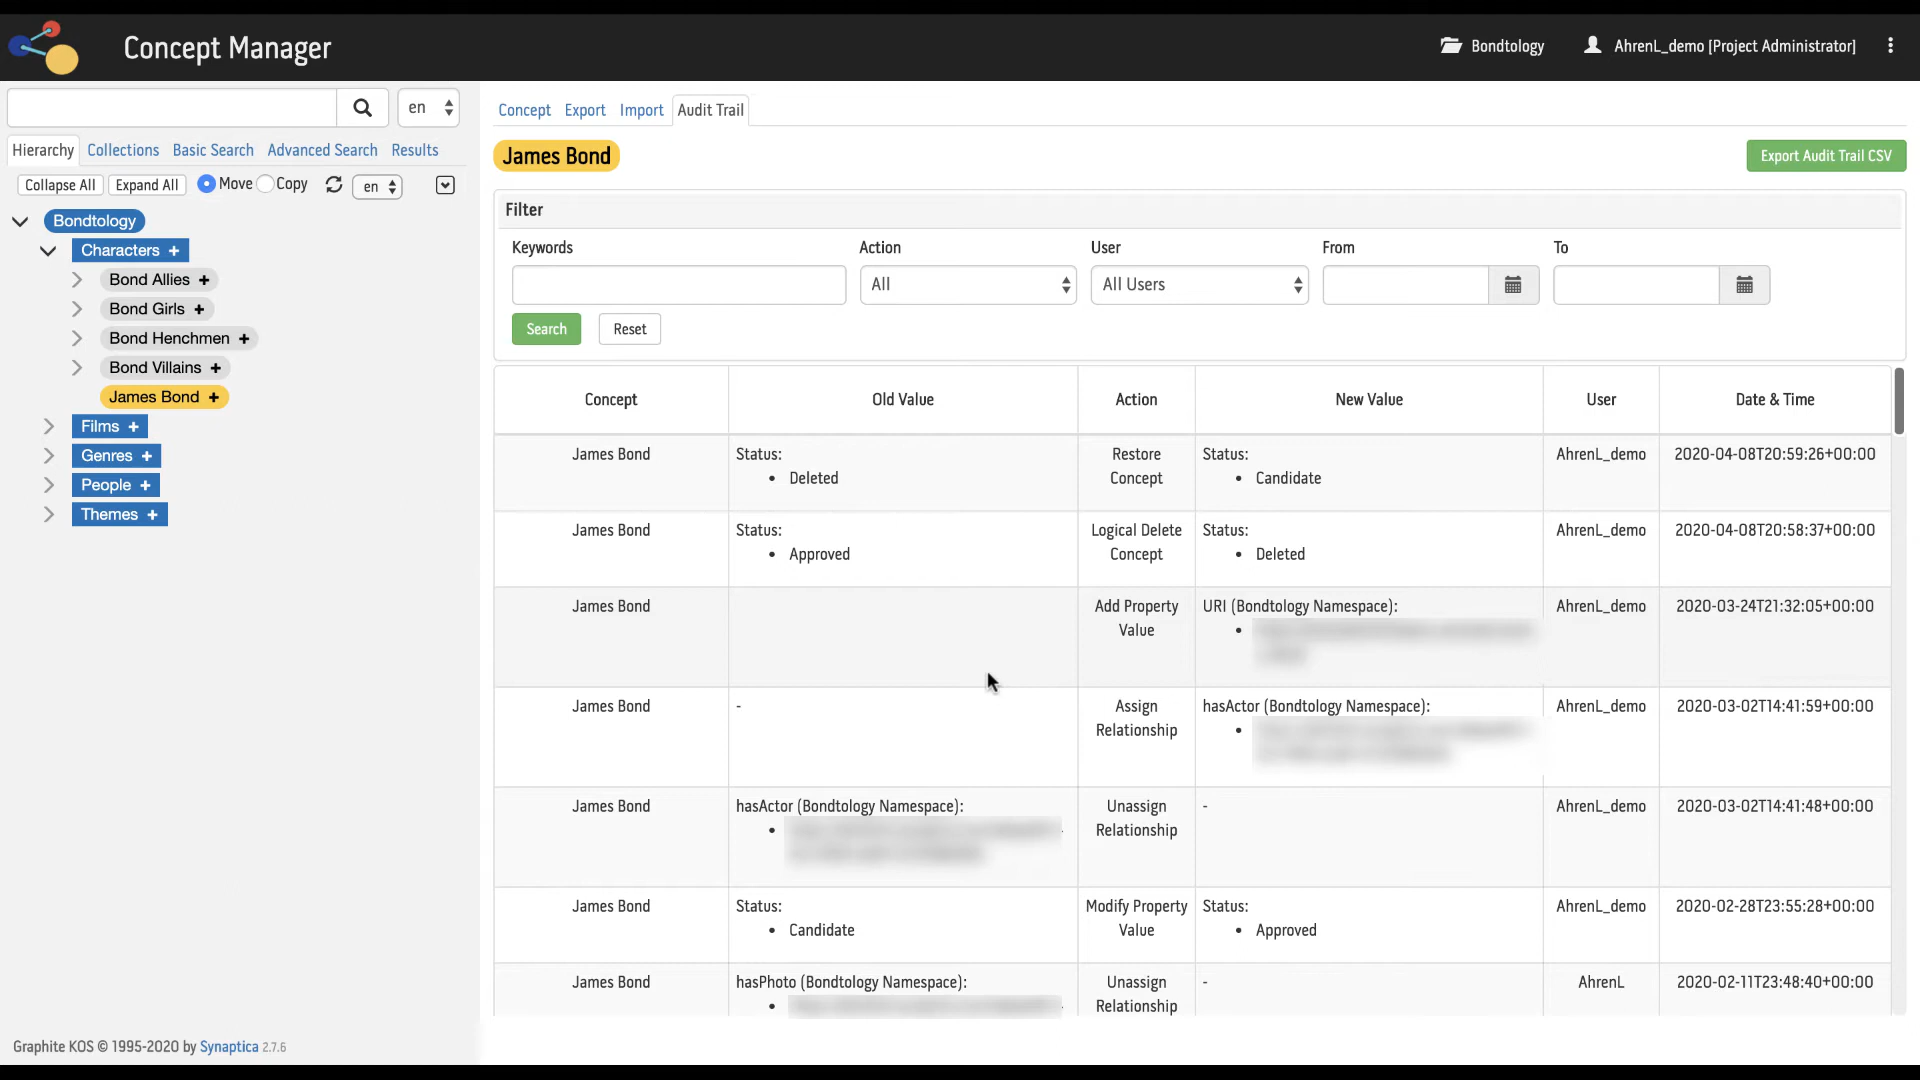 Concept Manager
Bondtology
AhrenL_demo [Project Administrator]
en
Concept Export Import Audit Trail
Hierarchy Collections Basic Search Advanced Search Results
James Bond
Export Audit Trail CSV
Collapse All Expand All Move Copy en
Filter
Bondtology
Keywords Action User From To
Characters +
Bond Allies +
All All Users
Bond Girls +
Search Reset
Bond Henchmen +
Bond Villains +
James Bond +
Films +
Genres +
People +
Themes +
Concept Old Value Action New Value User Date & Time
James Bond Status: Restore Status: AhrenL_demo 2020-04-08T20:59:26+00:00
• Deleted Concept • Candidate
James Bond Status: Logical Delete Status: AhrenL_demo 2020-04-08T20:58:37+00:00
• Approved Concept • Deleted
James Bond Add Property URI (Bondtology Namespace): AhrenL_demo 2020-03-24T21:32:05+00:00
Value •
James Bond - Assign hasActor (Bondtology Namespace): AhrenL_demo 2020-03-02T14:41:59+00:00
Relationship •
James Bond hasActor (Bondtology Namespace): Unassign - AhrenL_demo 2020-03-02T14:41:48+00:00
• Relationship
James Bond Status: Modify Property Status: AhrenL_demo 2020-02-28T23:55:28+00:00
• Candidate Value • Approved
James Bond hasPhoto (Bondtology Namespace): Unassign - AhrenL 2020-02-11T23:48:40+00:00
• Relationship
Graphite KOS © 1995-2020 by Synaptica 2.7.6